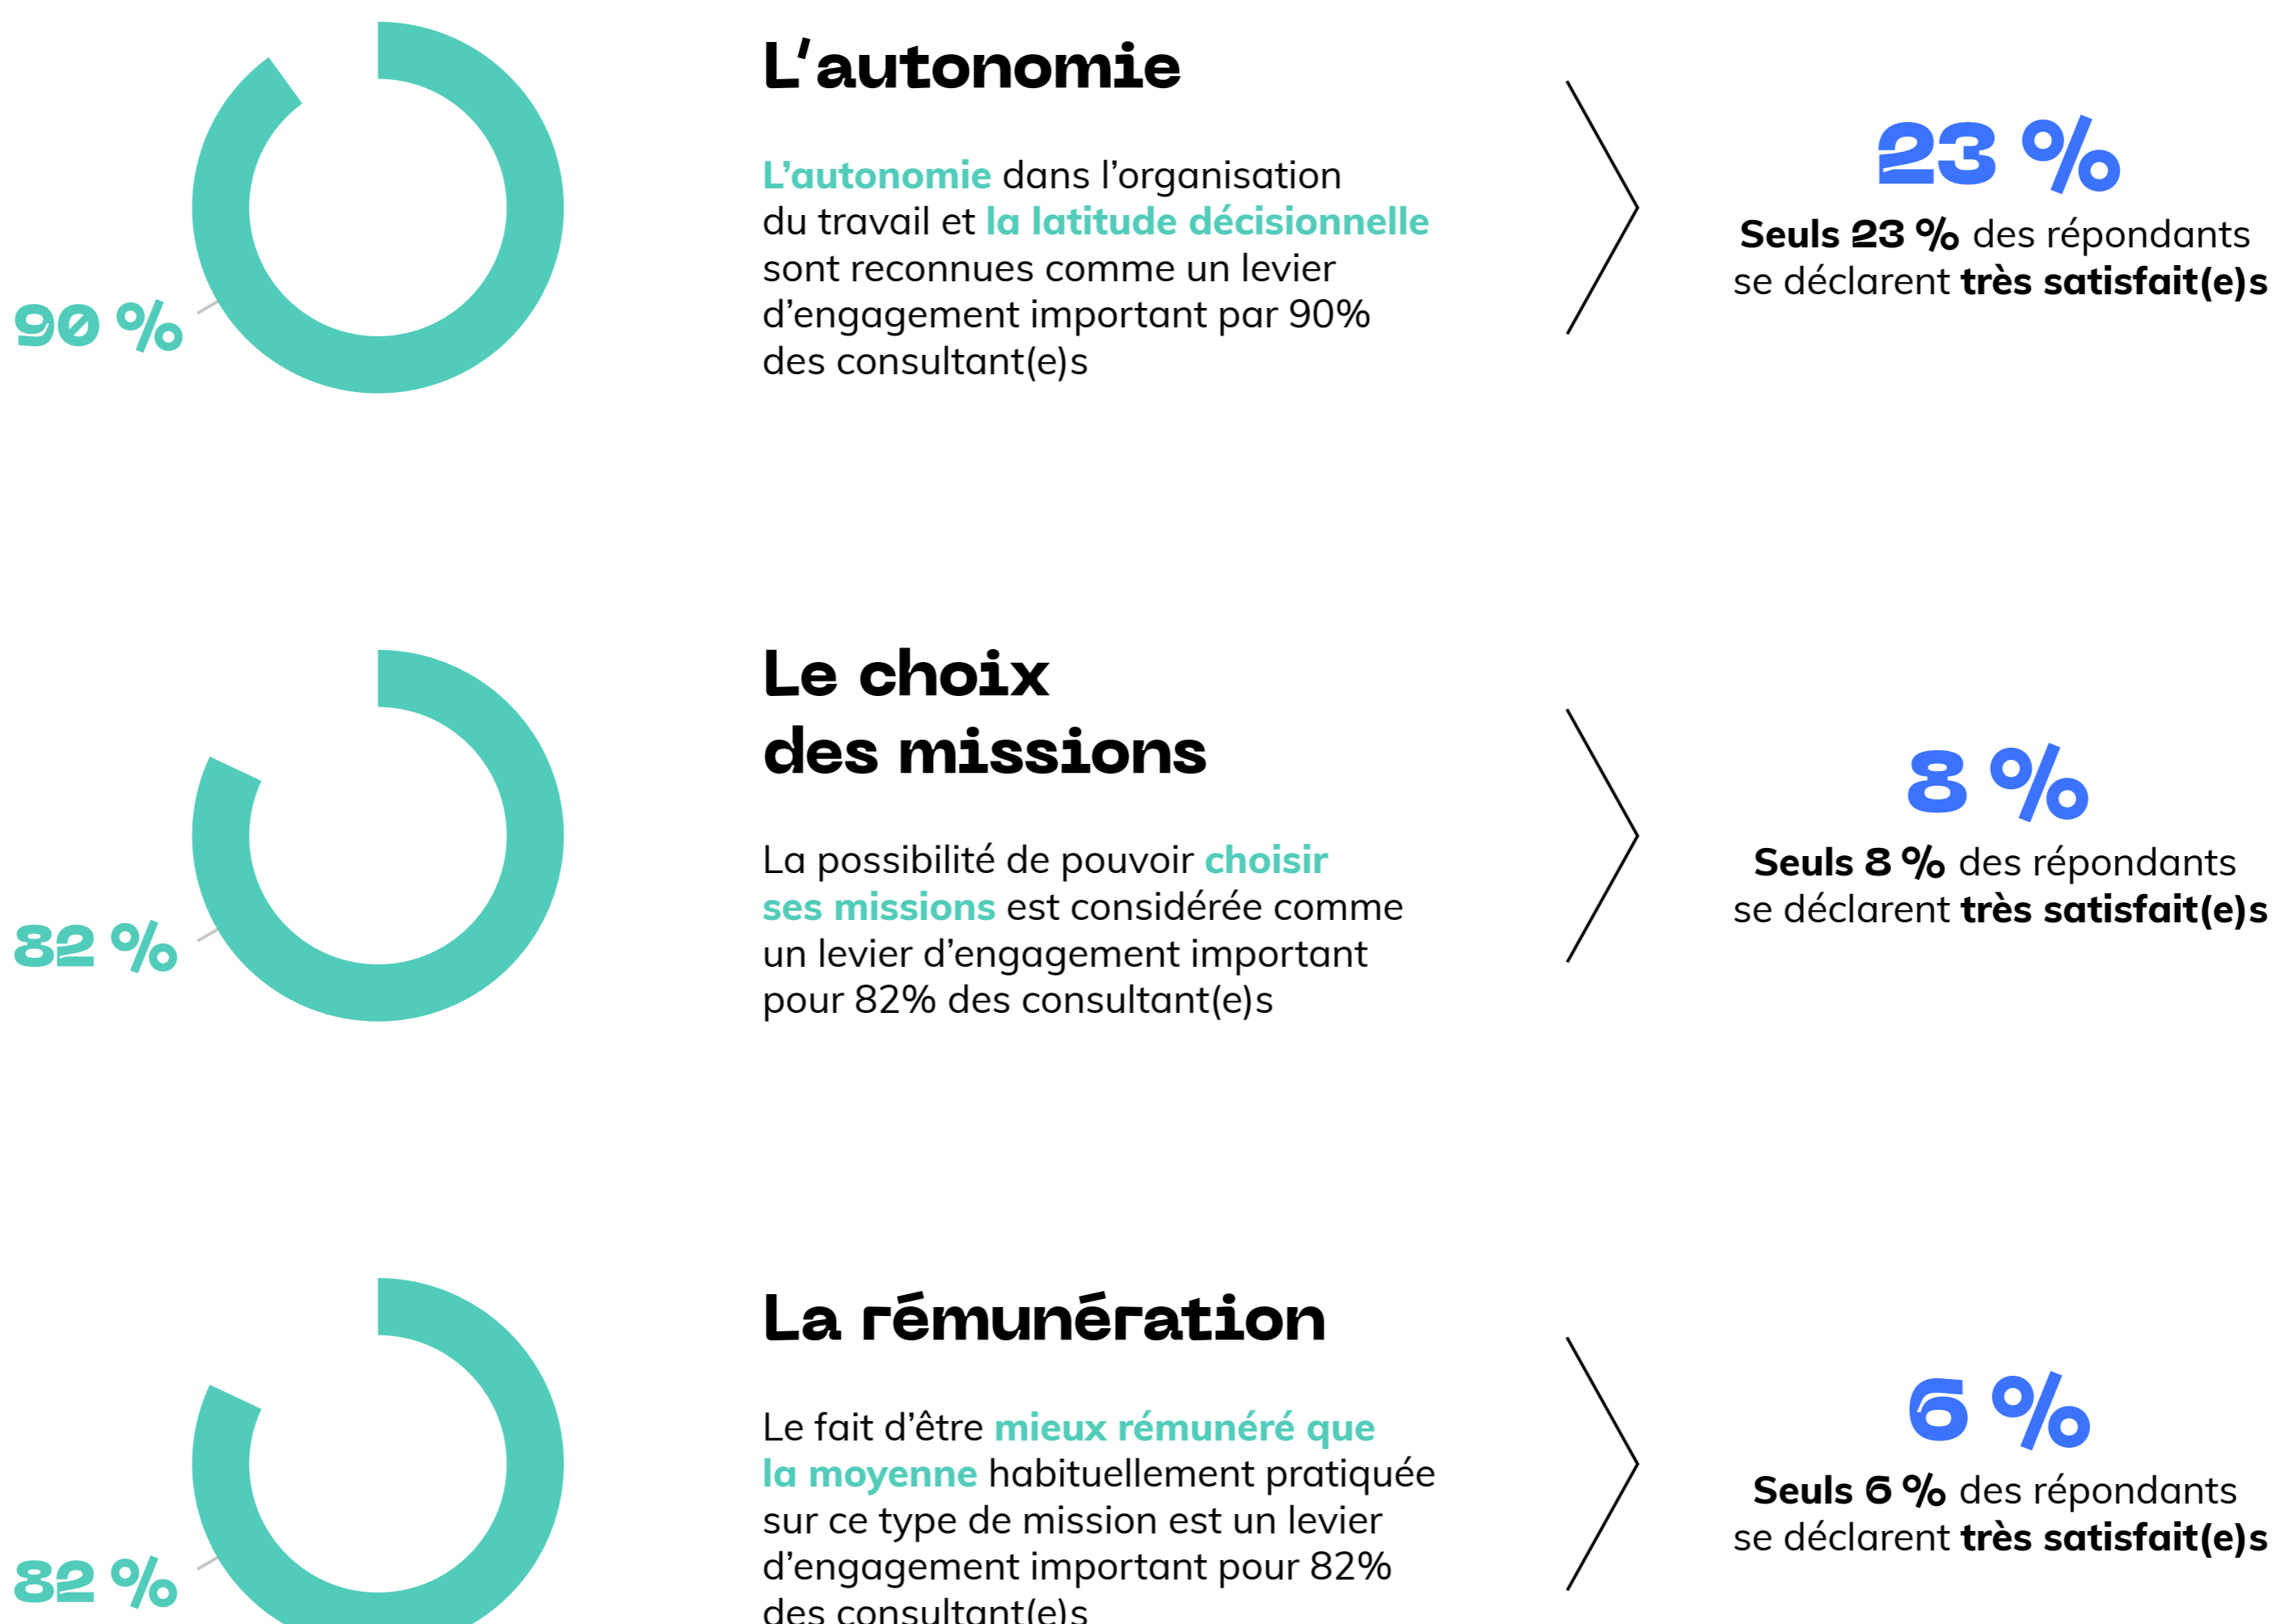 90 %
L’autonomie
L’autonomie dans l’organisation
du travail et la latitude décisionnelle
sont reconnues comme un levier
d’engagement important par 90%
des consultant(e)s
23 %
Seuls 23 % des répondants
se déclarent très satisfait(e)s
82 %
Le choix
des missions
La possibilité de pouvoir choisir
ses missions est considérée comme
un levier d’engagement important
pour 82% des consultant(e)s
8 %
Seuls 8 % des répondants
se déclarent très satisfait(e)s
82 %
La rémunération
Le fait d’être mieux rémunéré que
la moyenne habituellement pratiquée
sur ce type de mission est un levier
d’engagement important pour 82%
des consultant(e)s
6 %
Seuls 6 % des répondants
se déclarent très satisfait(e)s